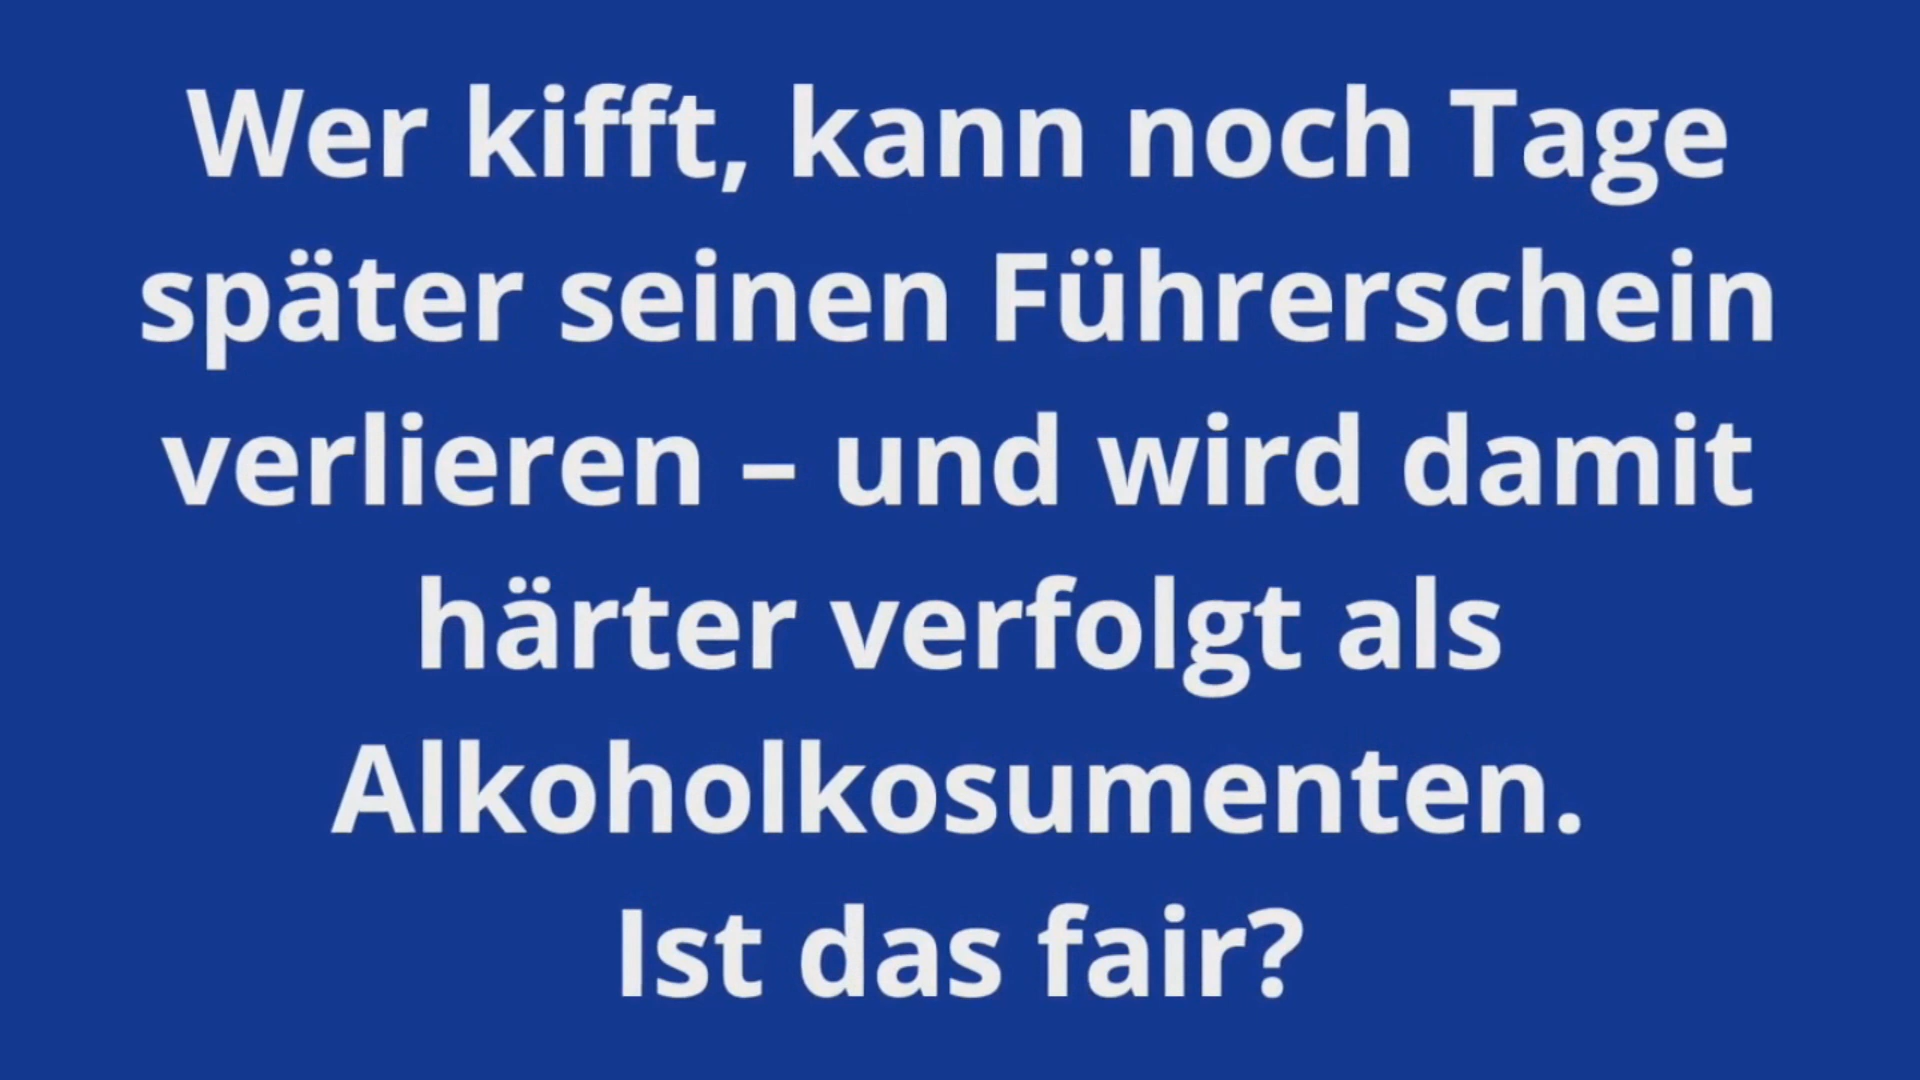 Wer kifft, kann noch Tage
später seinen Führerschein
verlieren – und wird damit
härter verfolgt als
Alkoholkosumenten.
Ist das fair?